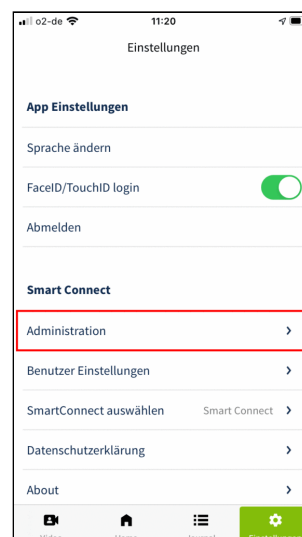 o2-de 11:20
Einstellungen
App Einstellungen
Sprache ändern
FaceID/TouchID login
Abmelden
Smart Connect
Administration
Benutzer Einstellungen
SmartConnect auswählen Smart Connect
Datenschutzerklärung
About